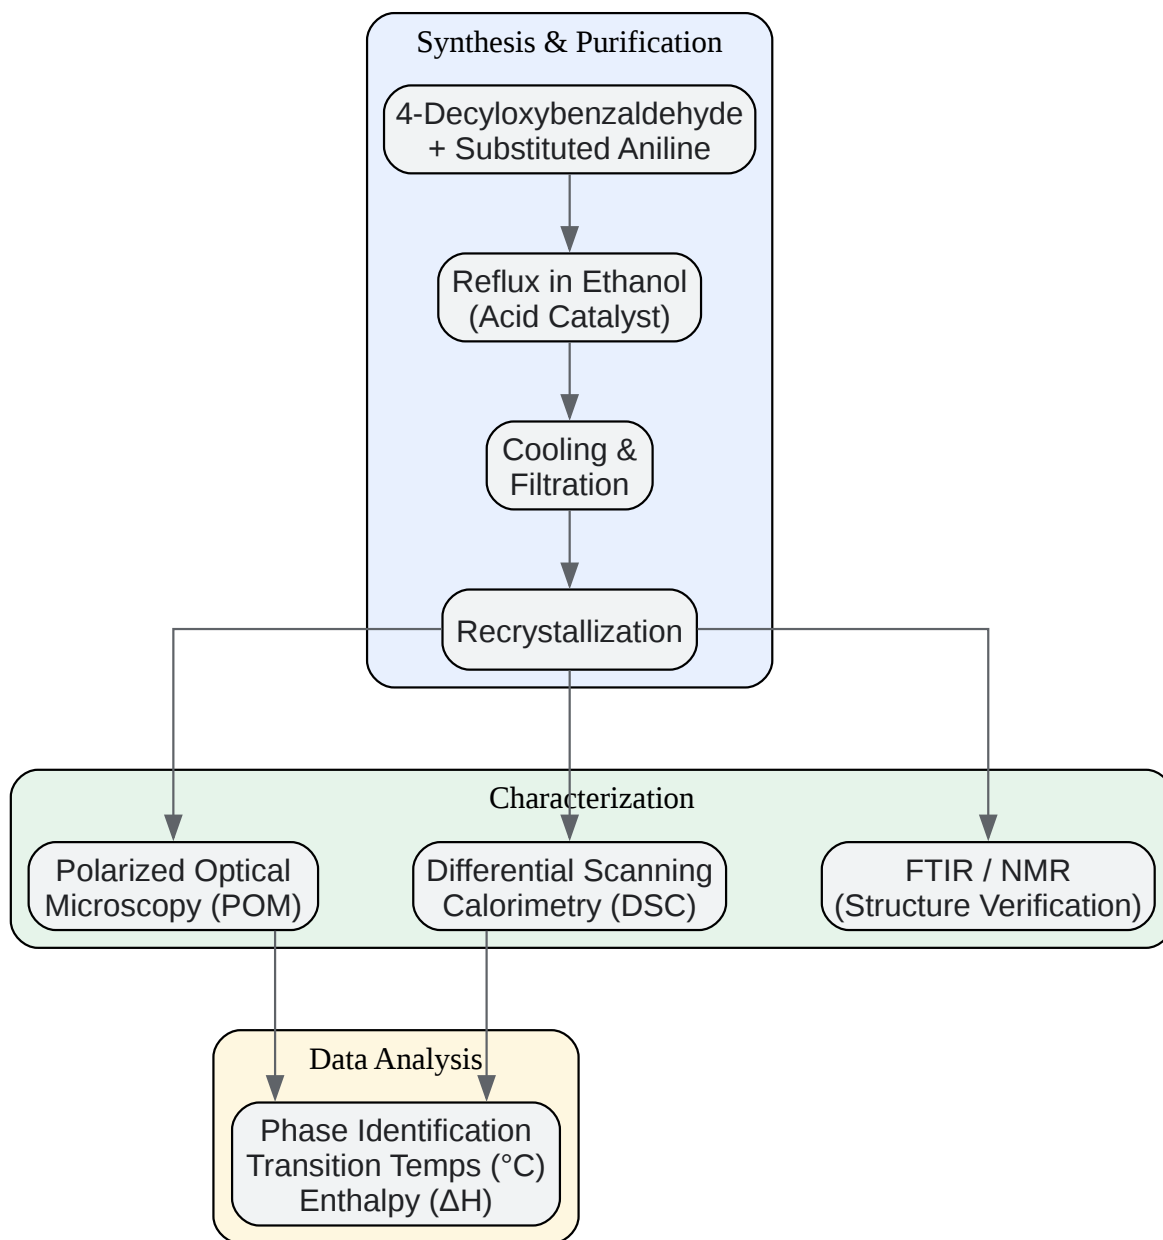 Synthesis & Purification
4-Decyloxybenzaldehyde
+ Substituted Aniline
Reflux in Ethanol
(Acid Catalyst)
Cooling &
Filtration
Recrystallization
Characterization
Polarized Optical
Microscopy (POM)
Differential Scanning
Calorimetry (DSC)
FTIR / NMR
(Structure Verification)
Data Analysis
Phase Identification
Transition Temps (°C)
Enthalpy (ΔH)